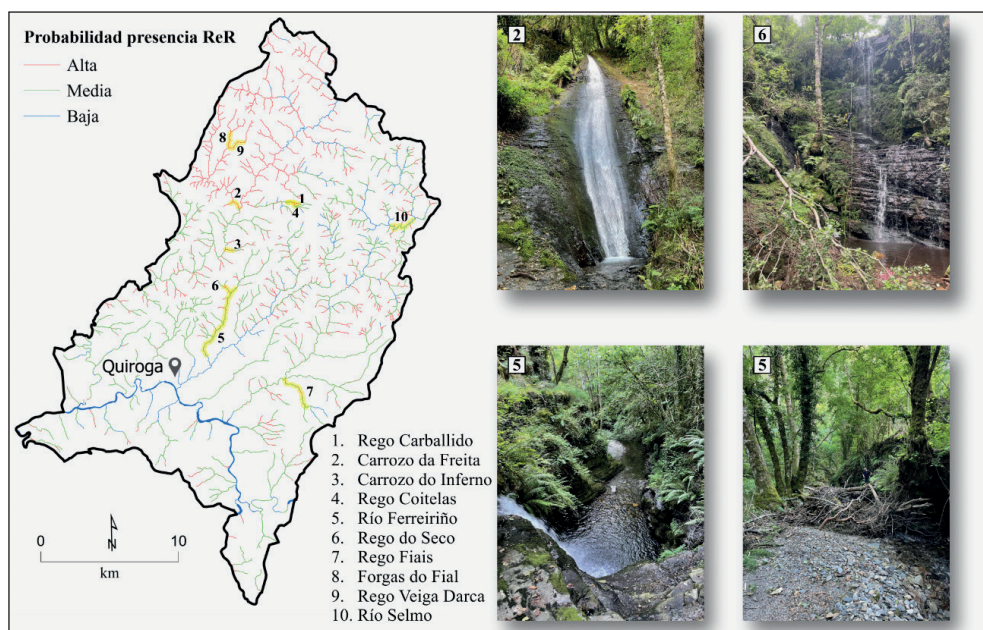 Probabilidad presencia ReR
Alta
Media
Baja
8
9
2
1
4
10
3
6
5
Quiroga
7
0 10
km
N
1. Rego Carballido
2. Carrozo da Freita
3. Carrozo do Inferno
4. Rego Coitelas
5. Río Ferreiriño
6. Rego do Seco
7. Rego Fiais
8. Forgas do Fial
9. Rego Veiga Darca
10. Río Selmo
2
6
5
5